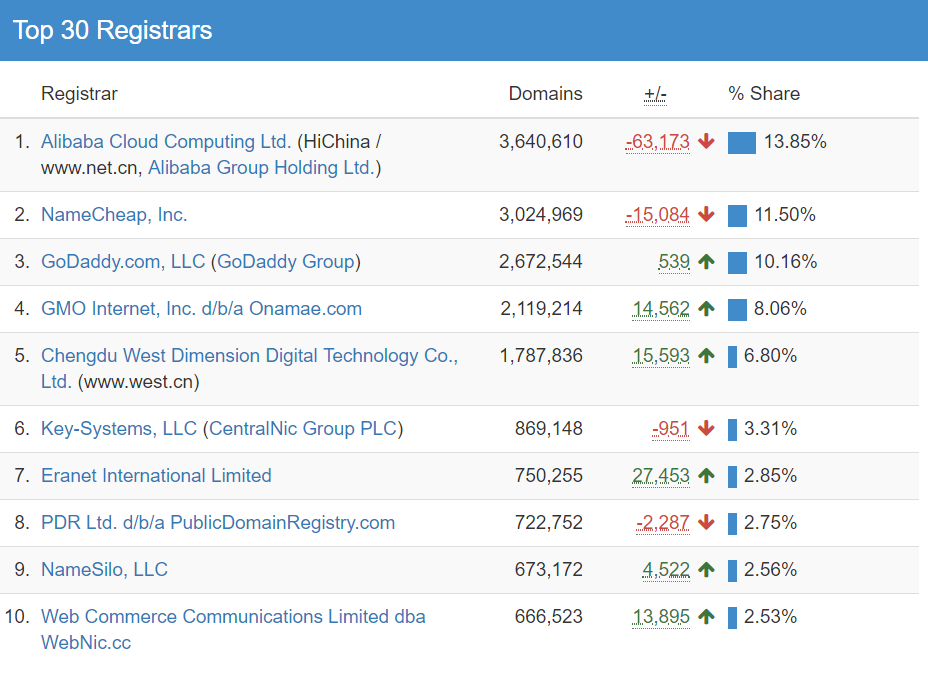 Top 30 Registrars
Registrar Domains +/- % Share
1. Alibaba Cloud Computing Ltd. (HiChina / 3,640,610 -63,173 13.85%
www.net.cn, Alibaba Group Holding Ltd.)
2. NameCheap, Inc. 3,024,969 -15,084 11.50%
3. GoDaddy.com, LLC (GoDaddy Group) 2,672,544 539 10.16%
4. GMO Internet, Inc. d/b/a Onamae.com 2,119,214 14,562 8.06%
5. Chengdu West Dimension Digital Technology Co., 1,787,836 15,593 6.80%
Ltd. (www.west.cn)
6. Key-Systems, LLC (CentralNic Group PLC) 869,148 -951 3.31%
7. Eranet International Limited 750,255 27,453 2.85%
8. PDR Ltd. d/b/a PublicDomainRegistry.com 722,752 -2,287 2.75%
9. NameSilo, LLC 673,172 4,522 2.56%
10. Web Commerce Communications Limited dba 666,523 13,895 2.53%
WebNic.cc